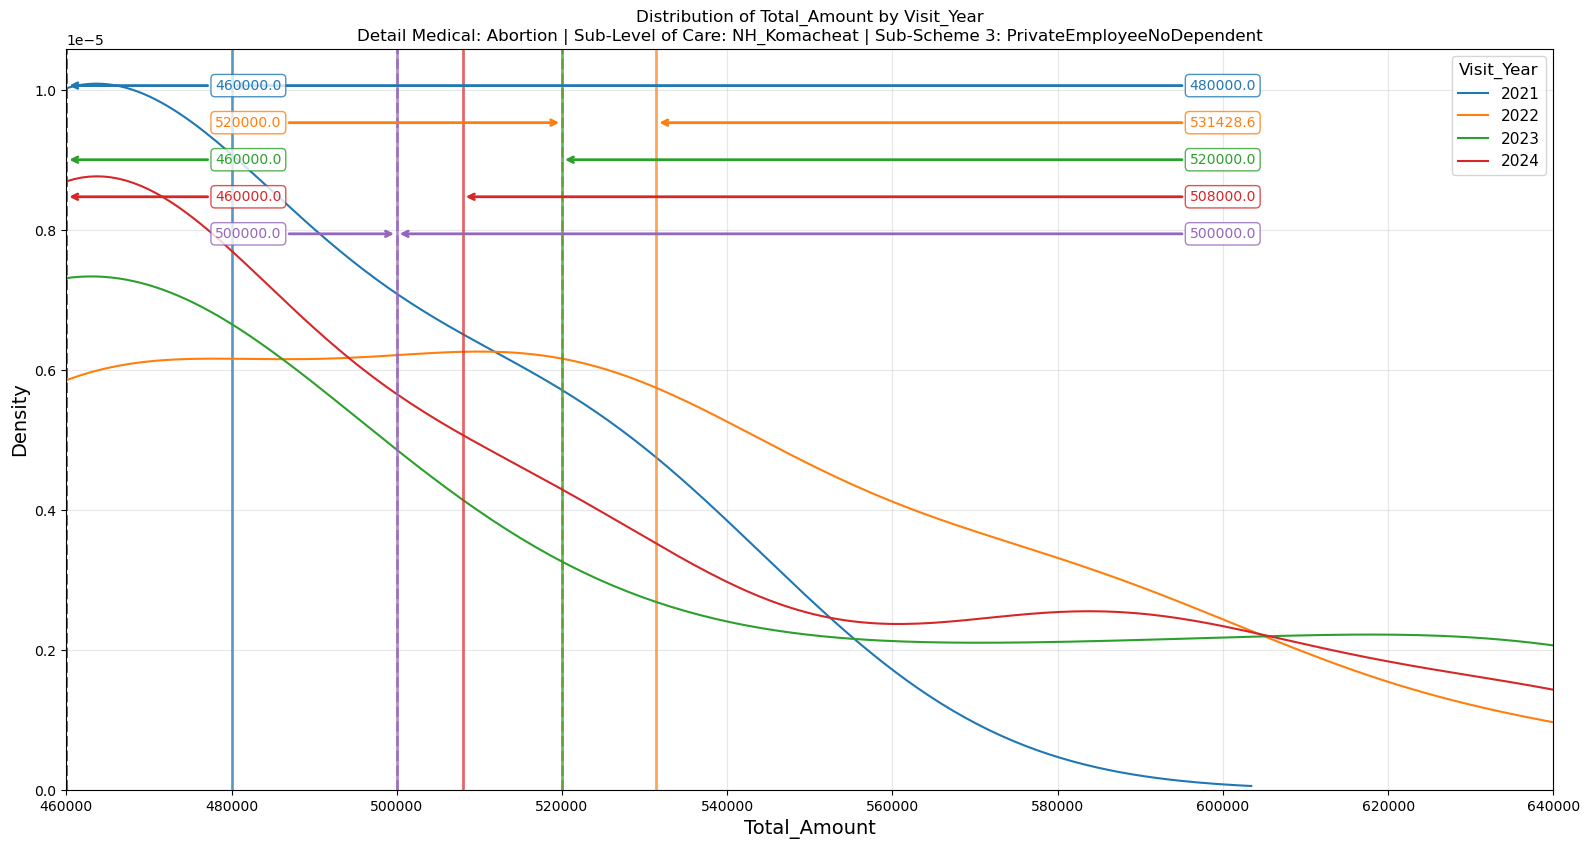 Distribution of Total_Amount by Visit_Year
Detail Medical: Abortion | Sub-Level of Care: NH_Komacheat | Sub-Scheme 3: PrivateEmployeeNoDependent
1e−5
Visit_Year
2021
2022
2023
2024
460000.0 480000.0
520000.0 531428.6
460000.0 520000.0
460000.0 508000.0
500000.0 500000.0
1.0
0.8
0.6
0.4
0.2
0.0
Density
460000 480000 500000 520000 540000 560000 580000 600000 620000 640000
Total_Amount